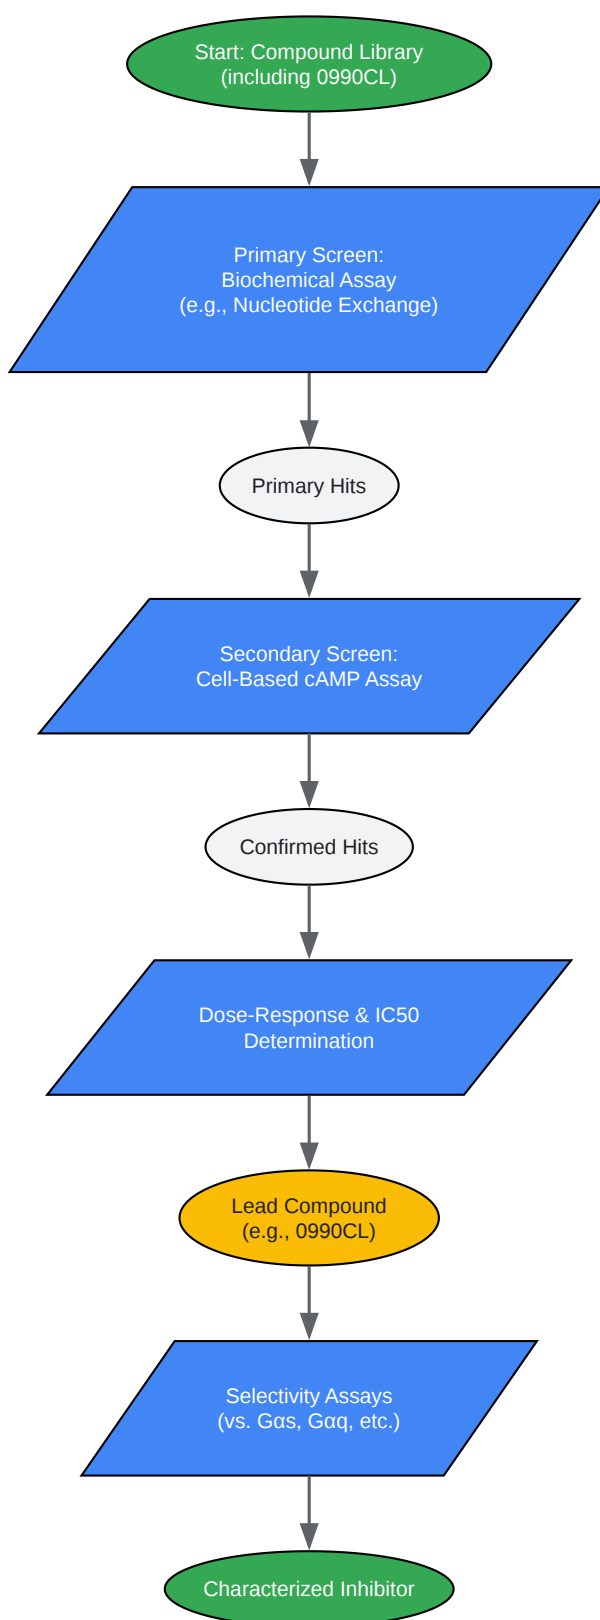 Start: Compound Library
(including 0990CL)
Primary Screen:
Biochemical Assay
(e.g., Nucleotide Exchange)
Primary Hits
Secondary Screen:
Cell-Based cAMP Assay
Confirmed Hits
Dose-Response & IC50
Determination
Lead Compound
(e.g., 0990CL)
Selectivity Assays
(vs. Gαs, Gαq, etc.)
Characterized Inhibitor